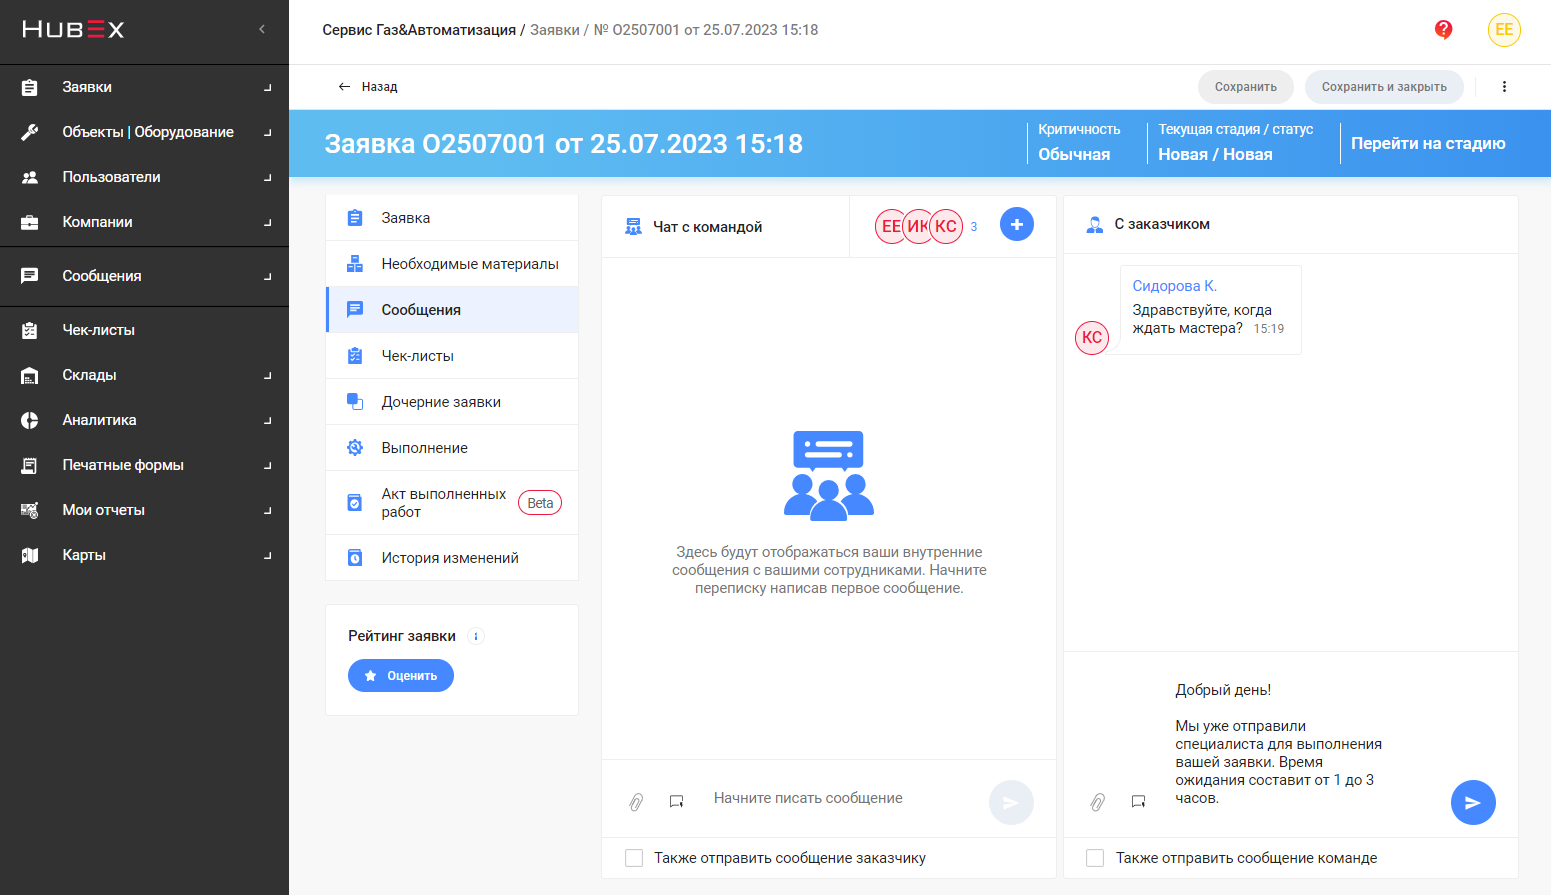 HUBEX
Сервис Газ&Автоматизация / Заявки / № О2507001 от 25.07.2023 15:18
?
ЕЕ
Заявки
Объекты | Оборудование
Пользователи
Компании
Сообщения
Чек-листы
Склады
Аналитика
Печатные формы
Мои отчеты
Карты
Назад
Сохранить
Сохранить и закрыть
Заявка О2507001 от 25.07.2023 15:18
Критичность
Обычная
Текущая стадия / статус
Новая / Новая
Перейти на стадию
Заявка
Необходимые материалы
Сообщения
Чек-листы
Дочерние заявки
Выполнение
Акт выполненных
работ
Beta
История изменений
Рейтинг заявки
i
Оценить
Чат с командой
ЕЕ
ИК
КС
3
Здесь будут отображаться ваши внутренние
сообщения с вашими сотрудниками. Начните
переписку написав первое сообщение.
Начните писать сообщение
Также отправить сообщение заказчику
С заказчиком
Сидорова К.
Здравствуйте, когда
ждать мастера? 15:19
КС
Добрый день!
Мы уже отправили
специалиста для выполнения
вашей заявки. Время
ожидания составит от 1 до 3
часов.
Также отправить сообщение команде